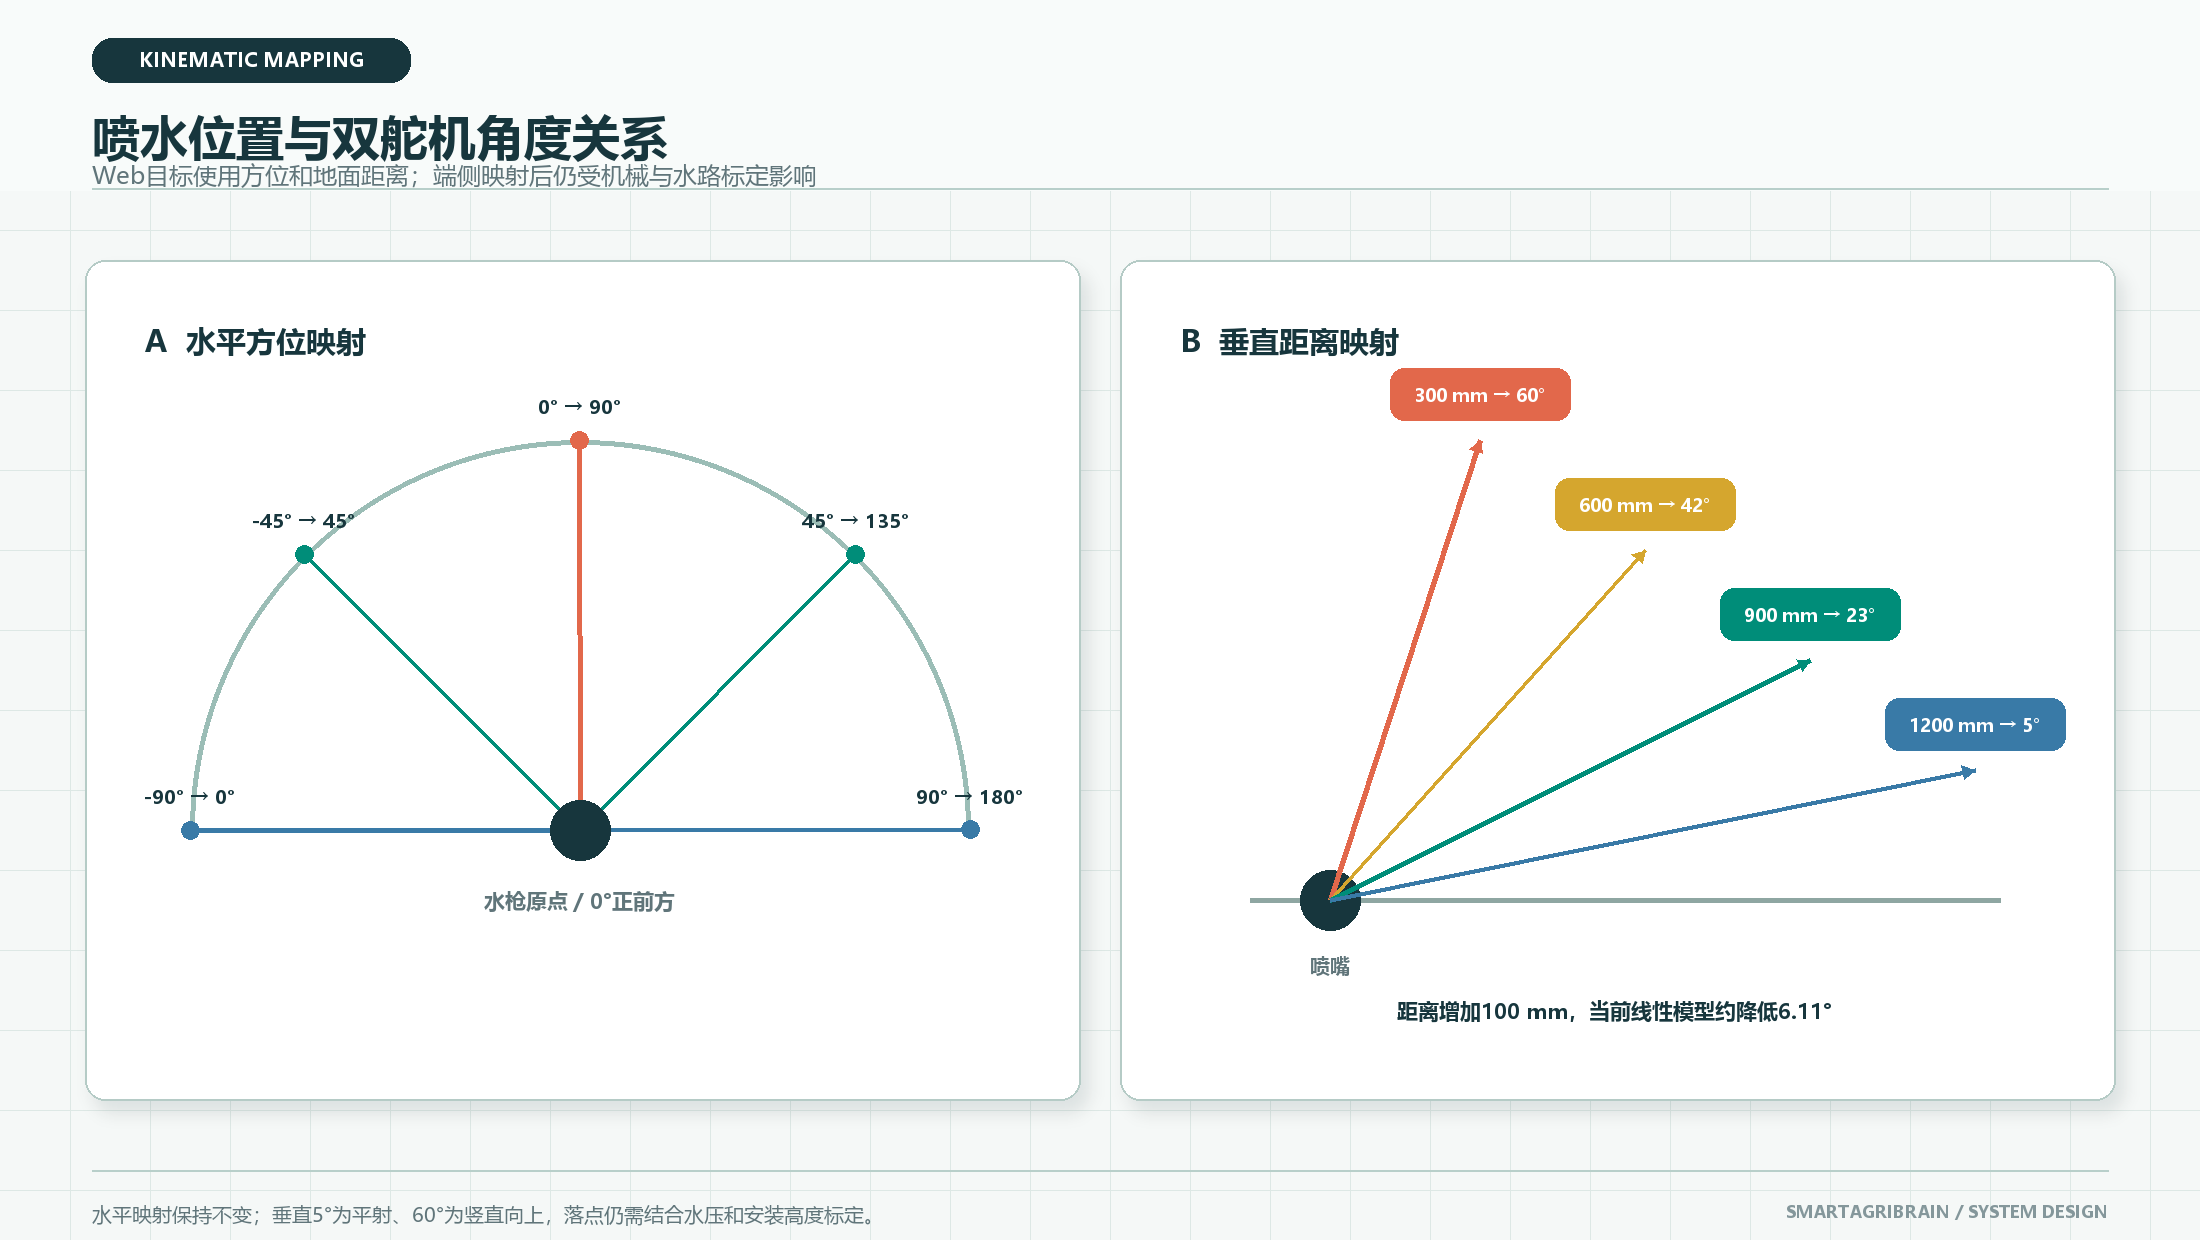 KINEMATIC MAPPING
喷水位置与双舵机角度关系
Web目标使用方位和地面距离；端侧映射后仍受机械与水路标定影响
A 水平方位映射
0° → 90°
-45° → 45°
45° → 135°
-90° → 0°
90° → 180°
水枪原点 / 0°正前方
B 垂直距离映射
300 mm → 60°
600 mm → 42°
900 mm → 23°
1200 mm → 5°
喷嘴
距离增加100 mm，当前线性模型约降低6.11°
水平映射保持不变；垂直5°为平射、60°为竖直向上，落点仍需结合水压和安装高度标定。
SMARTAGRIBRAIN / SYSTEM DESIGN